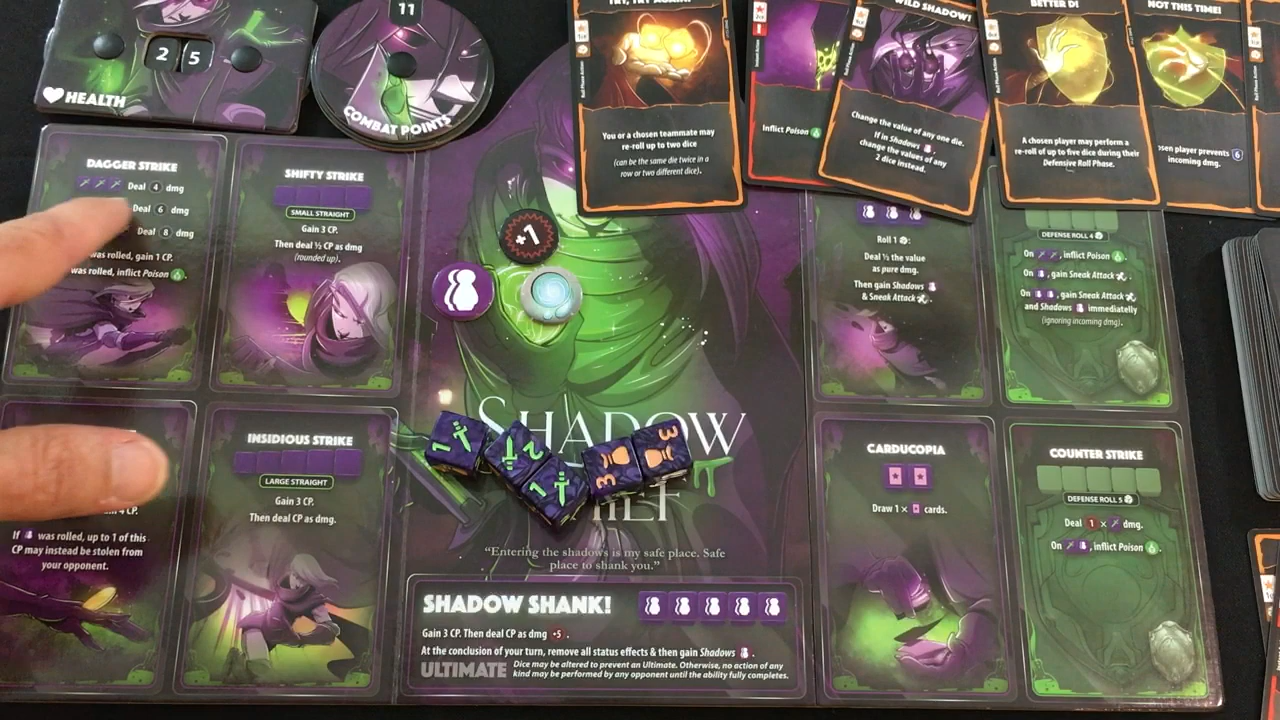 11
2 5
HEALTH
COMBAT POINTS
DAGGER STRIKE
Deal 4 dmg
Deal 6 dmg
Deal 8 dmg
was rolled, gain 1 CP.
was rolled, inflict Poison
SHIFTY STRIKE
SMALL STRAIGHT
Gain 3 CP.
Then deal ½ CP as dmg
(rounded up).
You or a chosen teammate may
re-roll up to two dice
(can be the same die twice in a
row or two different dice).
Inflict Poison
WILD SHADOW!
Change the value of any one die.
If in Shadows,
change the values of any
2 dice instead.
BETTER D!
A chosen player may perform a
re-roll of up to five dice during their
Defensive Roll Phase.
NOT THIS TIME!
player prevents 6
incoming dmg.
+1
Roll 1 :
Deal ½ the value
as pure dmg.
Then gain Shadows
& Sneak Attack.
DEFENSE ROLL 4
On , inflict Poison
On , gain Sneak Attack.
On , gain Sneak Attack
and Shadows immediately
(ignoring incoming dmg).
If was rolled, up to 1 of this
CP may instead be stolen from
your opponent.
INSIDIOUS STRIKE
LARGE STRAIGHT
Gain 3 CP.
Then deal CP as dmg.
SHADOW
1
2
1
3
3
"Entering the shadows is my safe place. Safe
place to shank you."
SHADOW SHANK!
Gain 3 CP. Then deal CP as dmg +5 .
At the conclusion of your turn, remove all status effects & then gain Shadows .
ULTIMATE Dice may be altered to prevent an Ultimate. Otherwise, no action of any
kind may be performed by any opponent until the ability fully completes.
CARDUCOPIA
Draw 1 × cards.
COUNTER STRIKE
DEFENSE ROLL 5
Deal 1 × dmg.
On , inflict Poison .